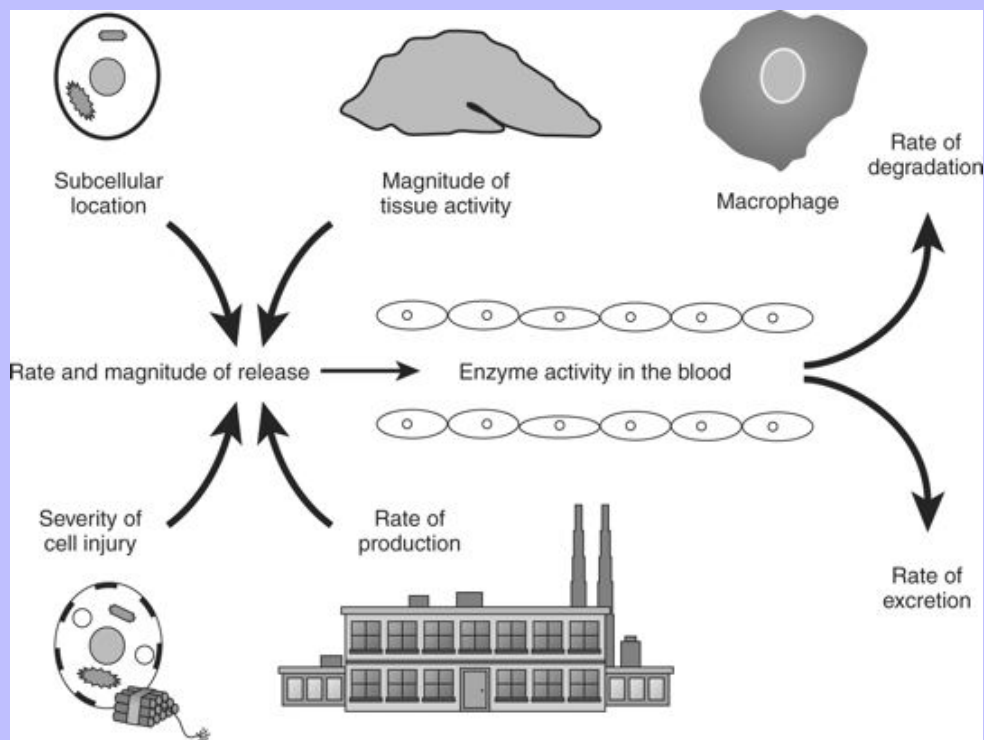 Subcellular
location
Magnitude of
tissue activity
Macrophage
Rate of
degradation
Rate and magnitude of release
Enzyme activity in the blood
Severity of
cell injury
Rate of
production
Rate of
excretion